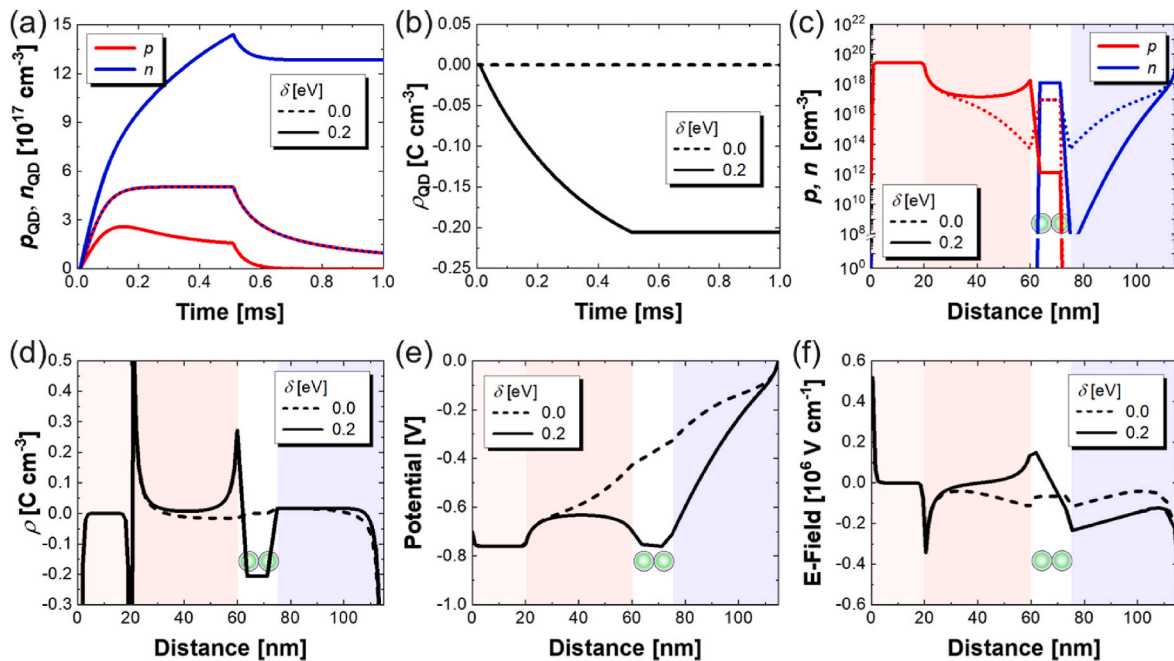 (a)
15
12
9
6
3
0
p_QD, n_QD [10^17 cm^-3]
p
n
δ [eV]
0.0
0.2
0.0 0.2 0.4 0.6 0.8 1.0
Time [ms]
(b)
0.05
0.00
-0.05
-0.10
-0.15
-0.20
-0.25
ρ_QD [C cm^-3]
δ [eV]
0.0
0.2
0.0 0.2 0.4 0.6 0.8 1.0
Time [ms]
(c)
10^22
10^20
10^18
10^16
10^14
10^12
10^10
10^8
10^0
p, n [cm^-3]
p
n
δ [eV]
0.0
0.2
0 20 40 60 80 100
Distance [nm]
(d)
0.5
0.4
0.3
0.2
0.1
0.0
-0.1
-0.2
-0.3
ρ [C cm^-3]
δ [eV]
0.0
0.2
0 20 40 60 80 100
Distance [nm]
(e)
0.0
-0.2
-0.4
-0.6
-0.8
-1.0
Potential [V]
δ [eV]
0.0
0.2
0 20 40 60 80 100
Distance [nm]
(f)
0.6
0.4
0.2
0.0
-0.2
-0.4
-0.6
E-Field [10^6 V cm^-1]
δ [eV]
0.0
0.2
0 20 40 60 80 100
Distance [nm]